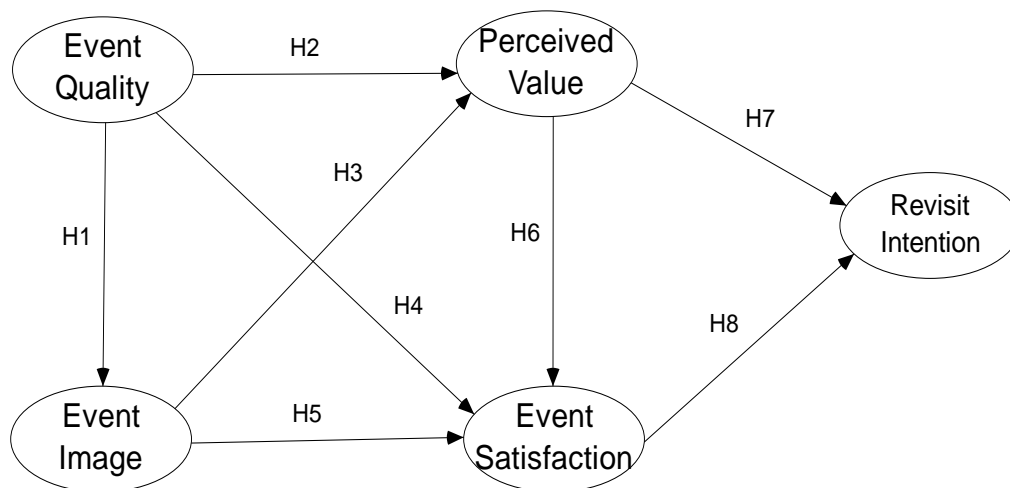 Event
Quality
H2
Perceived
Value
H7
H3
H1
H6
Revisit
Intention
H4
H8
Event
Image
H5
Event
Satisfaction